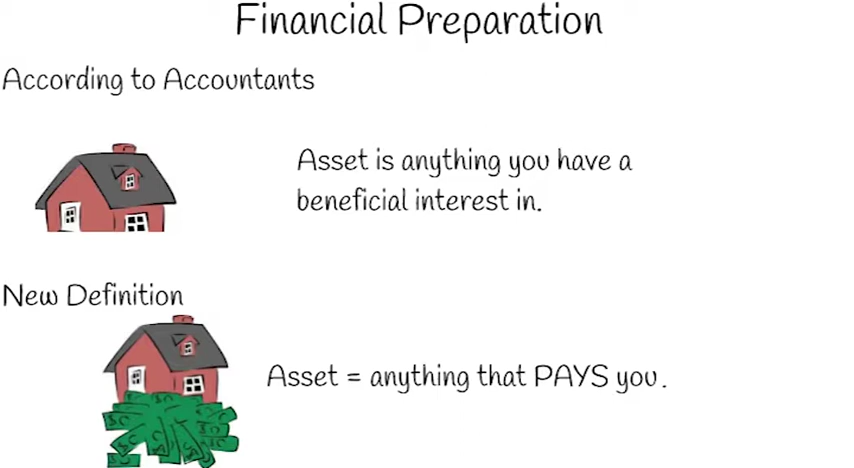 Financial Preparation
According to Accountants
Asset is anything you have a
beneficial interest in.
New Definition
Asset = anything that PAYS you.